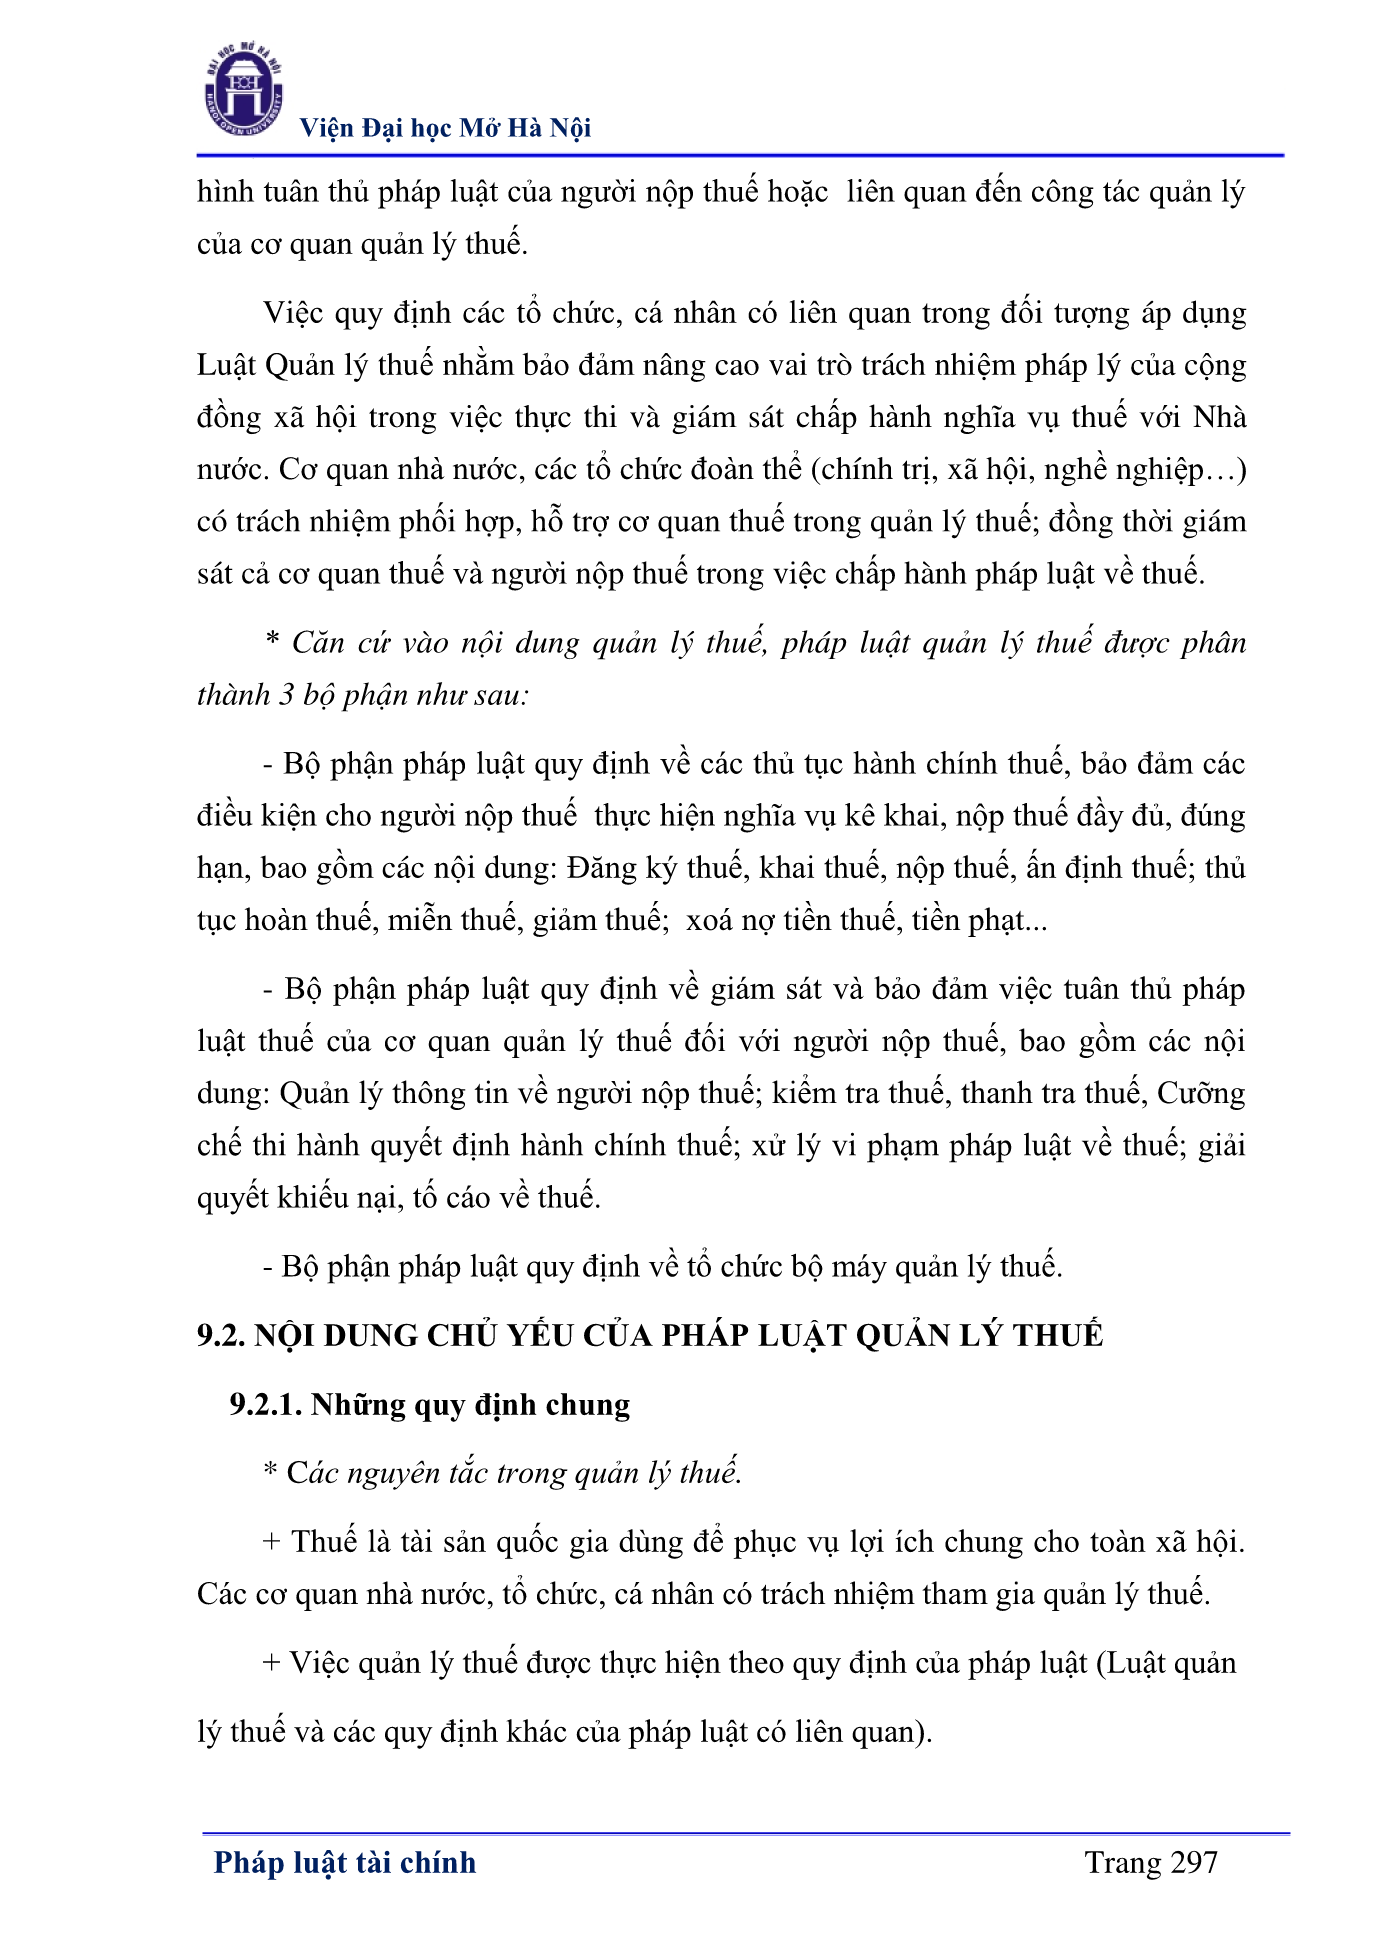 ĐẠI HỌC MỞ HÀ NỘI
HANOI OPEN UNIVERSITY
Viện Đại học Mở Hà Nội
hình tuân thủ pháp luật của người nộp thuế hoặc  liên quan đến công tác quản lý
của cơ quan quản lý thuế.
Việc quy định các tổ chức, cá nhân có liên quan trong đối tượng áp dụng
Luật Quản lý thuế nhằm bảo đảm nâng cao vai trò trách nhiệm pháp lý của cộng
đồng xã hội trong việc thực thi và giám sát chấp hành nghĩa vụ thuế với Nhà
nước. Cơ quan nhà nước, các tổ chức đoàn thể (chính trị, xã hội, nghề nghiệp…)
có trách nhiệm phối hợp, hỗ trợ cơ quan thuế trong quản lý thuế; đồng thời giám
sát cả cơ quan thuế và người nộp thuế trong việc chấp hành pháp luật về thuế.
* Căn cứ vào nội dung quản lý thuế, pháp luật quản lý thuế được phân
thành 3 bộ phận như sau:
- Bộ phận pháp luật quy định về các thủ tục hành chính thuế, bảo đảm các
điều kiện cho người nộp thuế  thực hiện nghĩa vụ kê khai, nộp thuế đầy đủ, đúng
hạn, bao gồm các nội dung: Đăng ký thuế, khai thuế, nộp thuế, ấn định thuế; thủ
tục hoàn thuế, miễn thuế, giảm thuế;  xoá nợ tiền thuế, tiền phạt...
- Bộ phận pháp luật quy định về giám sát và bảo đảm việc tuân thủ pháp
luật thuế của cơ quan quản lý thuế đối với người nộp thuế, bao gồm các nội
dung: Quản lý thông tin về người nộp thuế; kiểm tra thuế, thanh tra thuế, Cưỡng
chế thi hành quyết định hành chính thuế; xử lý vi phạm pháp luật về thuế; giải
quyết khiếu nại, tố cáo về thuế.
- Bộ phận pháp luật quy định về tổ chức bộ máy quản lý thuế.
9.2. NỘI DUNG CHỦ YẾU CỦA PHÁP LUẬT QUẢN LÝ THUẾ
9.2.1. Những quy định chung
* Các nguyên tắc trong quản lý thuế.
+ Thuế là tài sản quốc gia dùng để phục vụ lợi ích chung cho toàn xã hội.
Các cơ quan nhà nước, tổ chức, cá nhân có trách nhiệm tham gia quản lý thuế.
+ Việc quản lý thuế được thực hiện theo quy định của pháp luật (Luật quản
lý thuế và các quy định khác của pháp luật có liên quan).
Pháp luật tài chính
Trang 297